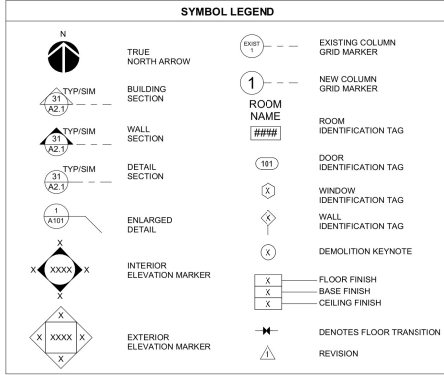 SYMBOL LEGEND
N
TRUE
NORTH ARROW
TYP/SIM
31
A2.1
BUILDING
SECTION
TYP/SIM
31
A2.1
WALL
SECTION
TYP/SIM
31
A2.1
DETAIL
SECTION
1
A101
ENLARGED
DETAIL
X
X XXXX X
X
INTERIOR
ELEVATION MARKER
X
X XXXX X
X
EXTERIOR
ELEVATION MARKER
EXIST
1
EXISTING COLUMN
GRID MARKER
1
NEW COLUMN
GRID MARKER
ROOM
NAME
####
ROOM
IDENTIFICATION TAG
101
DOOR
IDENTIFICATION TAG
X
WINDOW
IDENTIFICATION TAG
WALL
IDENTIFICATION TAG
X
DEMOLITION KEYNOTE
X FLOOR FINISH
X BASE FINISH
X CEILING FINISH
DENOTES FLOOR TRANSITION
1
REVISION